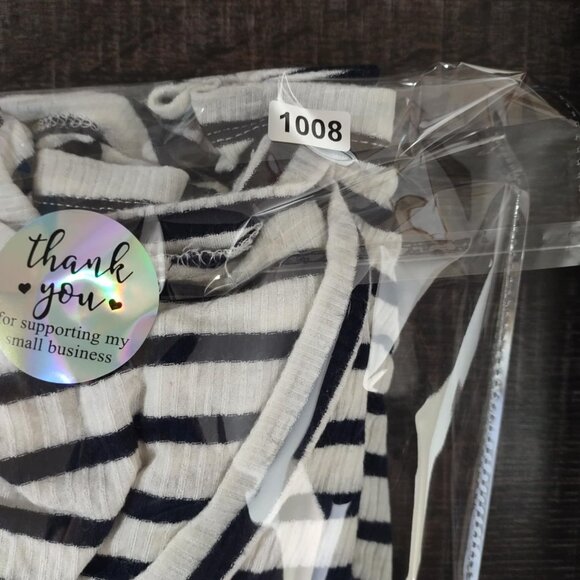 1008
thank
you
for supporting my
small business